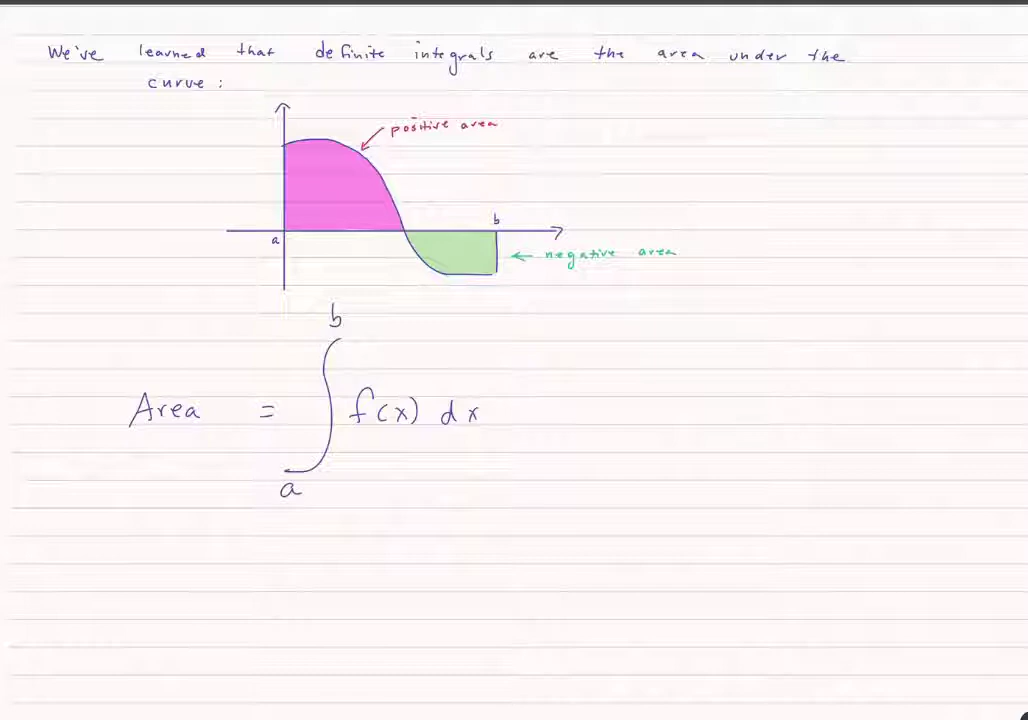 We've learned that definite integrals are the area under the
curve :
positive area
b
a
negative area
b
Area = ∫ f(x) dx
a